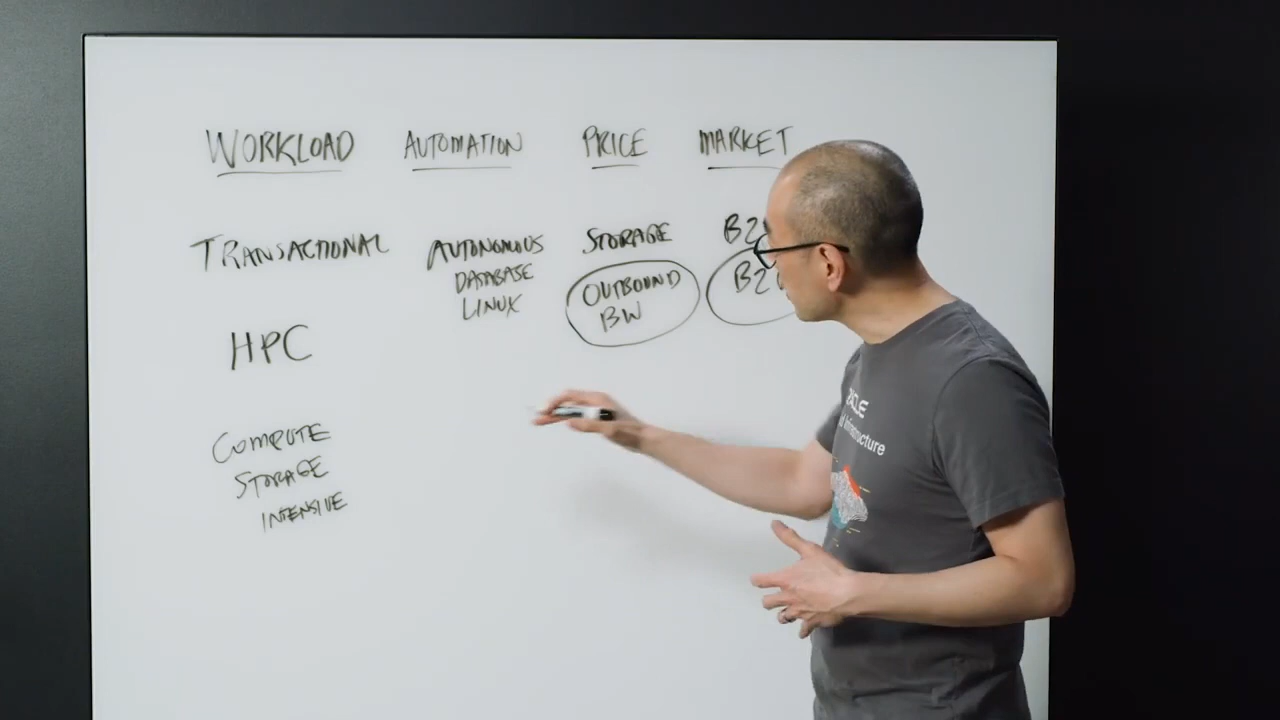 WORKLOAD AUTOMATION PRICE MARKET
TRANSACTIONAL
AUTONOMOUS
DATABASE
LINUX
STORAGE
OUTBOUND
BW
HPC
COMPUTE
STORAGE
INTENSIVE